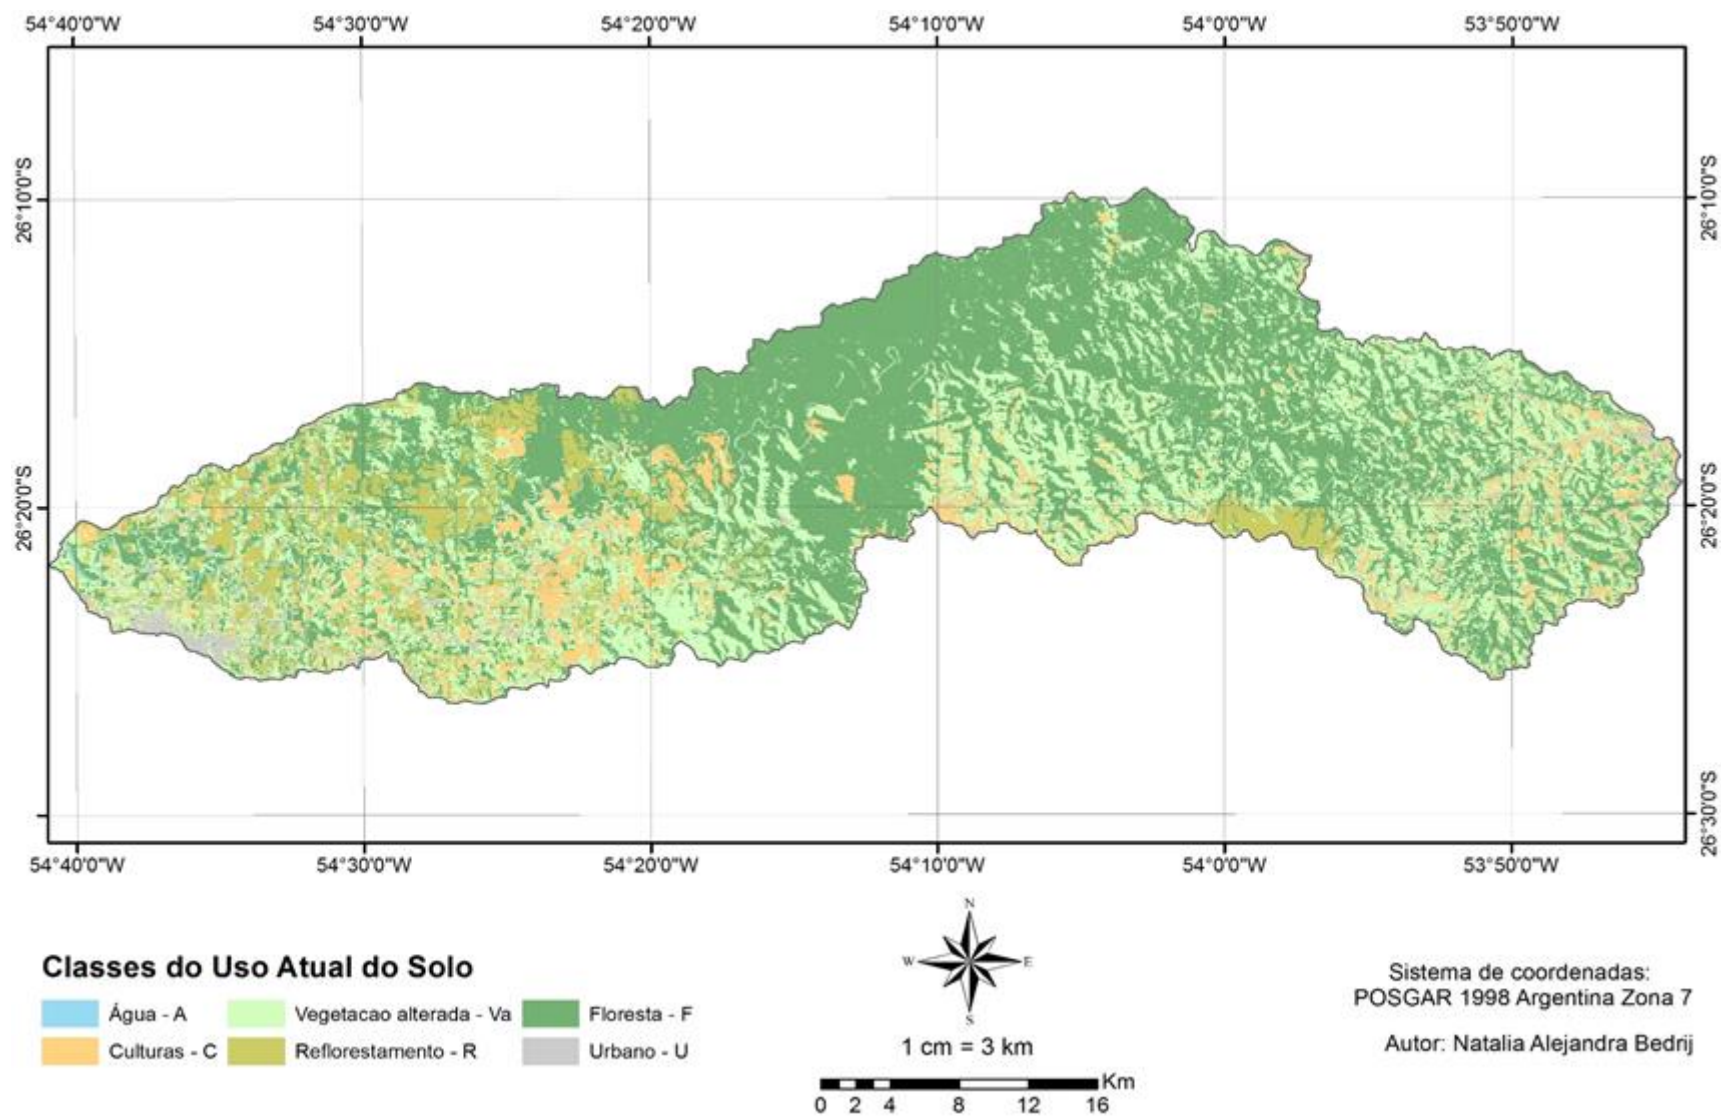 54°40'0"W 54°30'0"W 54°20'0"W 54°10'0"W 54°0'0"W 53°50'0"W
26°10'0"S 26°10'0"S
26°20'0"S 26°20'0"S
26°30'0"S
54°40'0"W 54°30'0"W 54°20'0"W 54°10'0"W 54°0'0"W 53°50'0"W
N
W E
S
Classes do Uso Atual do Solo
Água - A Vegetacao alterada - Va Floresta - F
Culturas - C Reflorestamento - R Urbano - U
1 cm = 3 km
Km
0 2 4 8 12 16
Sistema de coordenadas:
POSGAR 1998 Argentina Zona 7
Autor: Natalia Alejandra Bedrij